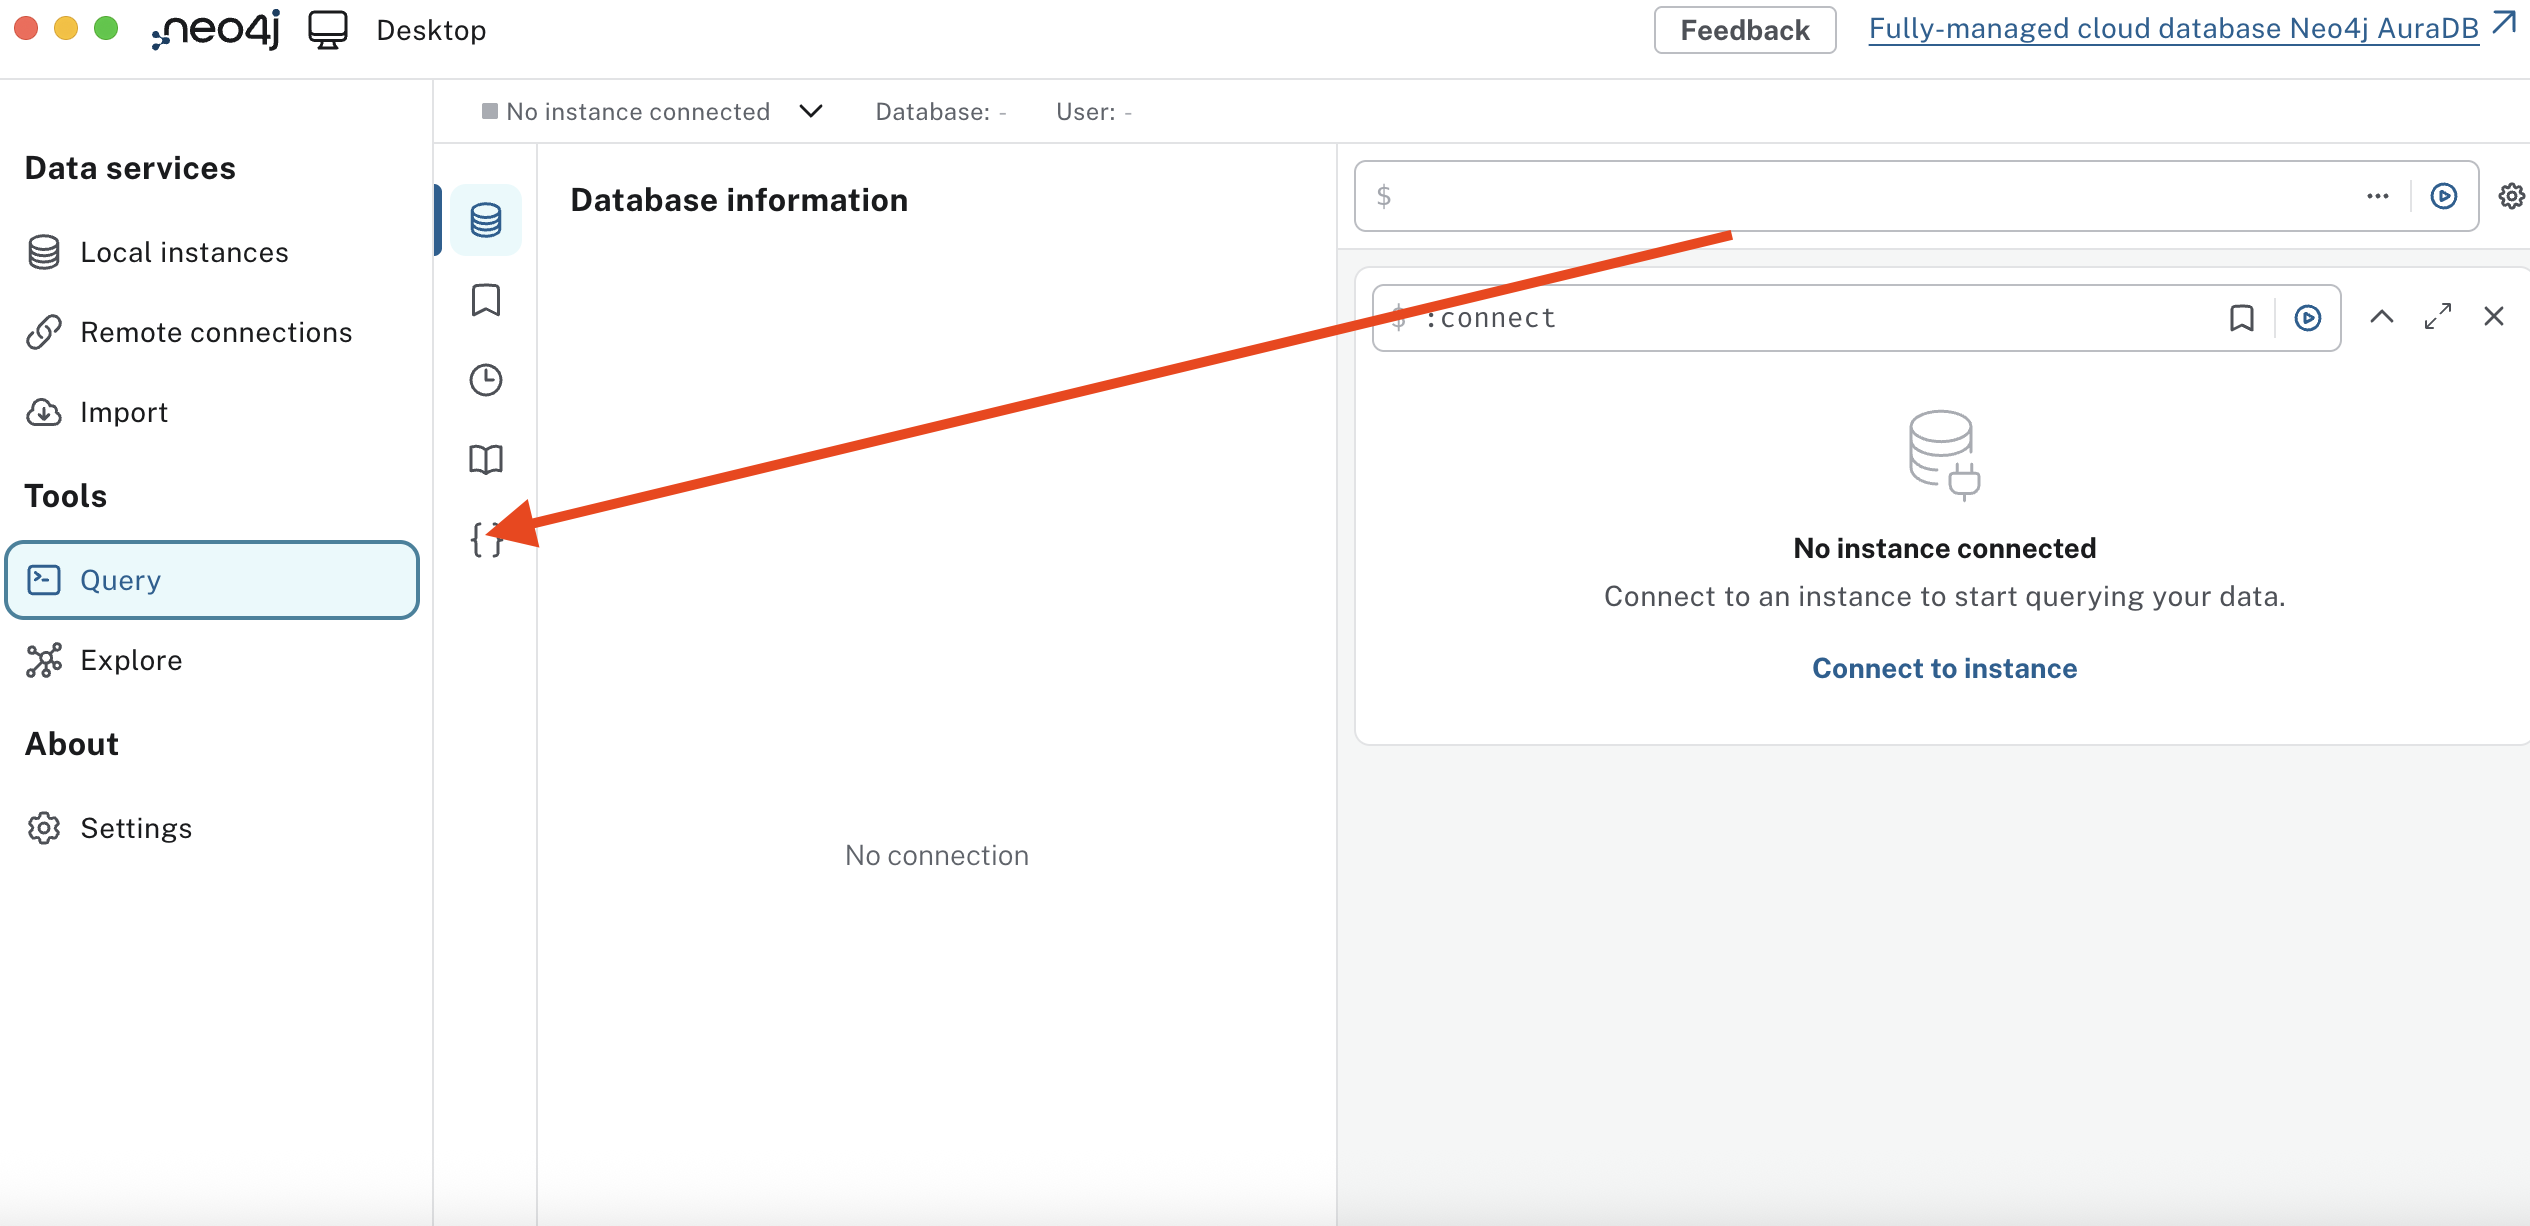 neo4j Desktop Feedback Fully-managed cloud database Neo4j AuraDB
No instance connected Database: - User: -
Data services
Local instances
Remote connections
Import
Tools
Query
Explore
About
Settings
Database information
{ }
No connection
$ ...
$ :connect
No instance connected
Connect to an instance to start querying your data.
Connect to instance